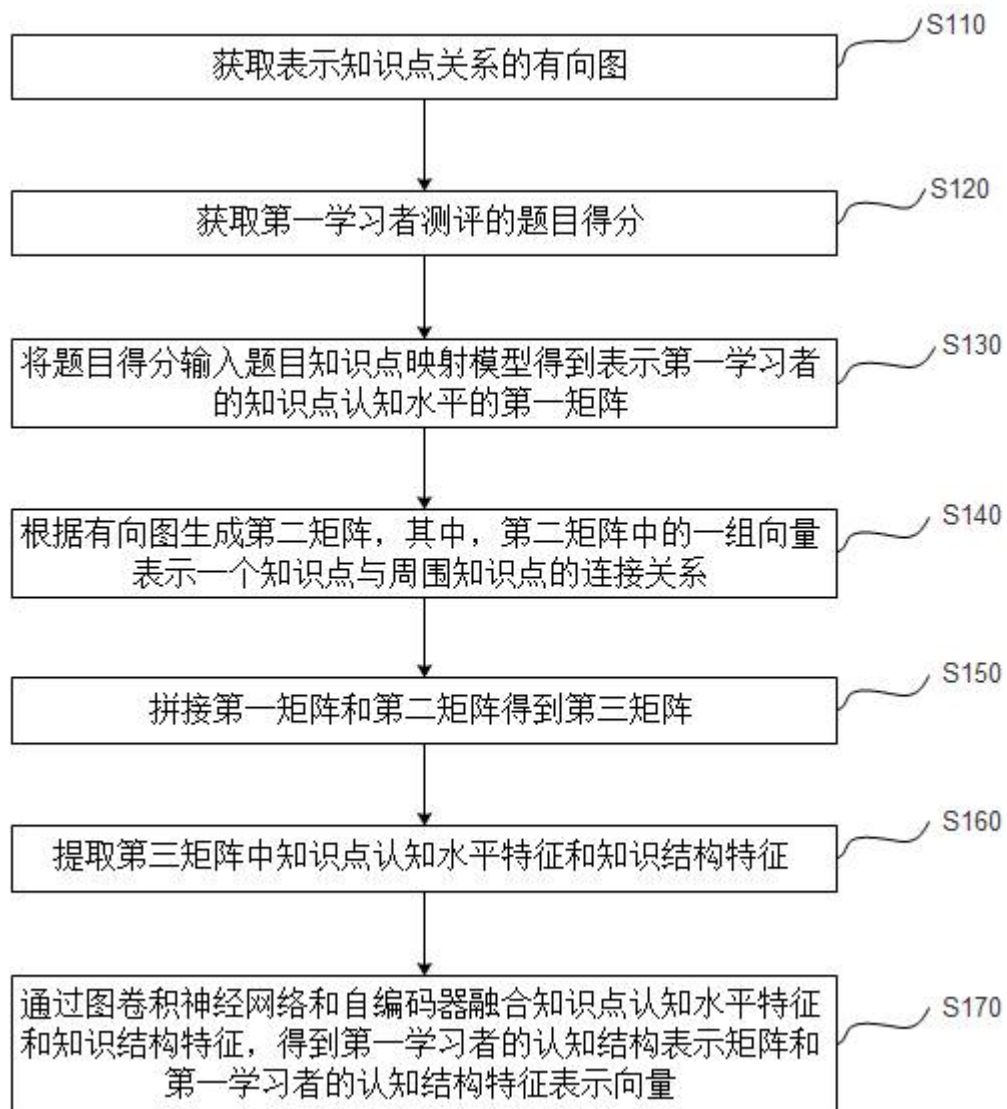 S110
获取表示知识点关系的有向图
S120
获取第一学习者测评的题目得分
S130
将题目得分输入题目知识点映射模型得到表示第一学习者
的知识点认知水平的第一矩阵
S140
根据有向图生成第二矩阵，其中，第二矩阵中的一组向量
表示一个知识点与周围知识点的连接关系
S150
拼接第一矩阵和第二矩阵得到第三矩阵
S160
提取第三矩阵中知识点认知水平特征和知识结构特征
S170
通过图卷积神经网络和自编码器融合知识点认知水平特征
和知识结构特征，得到第一学习者的认知结构表示矩阵和
第一学习者的认知结构特征表示向量